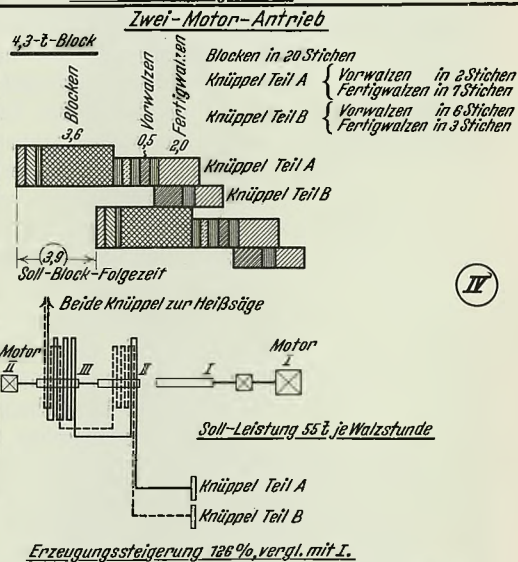 Zwei-Motor-Antrieb
4,3-t-Block
Blocken
3,6
Vorwalzen
0,5
Fertigwalzen
2,0
Blocken in 20 Stichen
Knüppel Teil A { Vorwalzen in 2 Stichen
Fertigwalzen in 7 Stichen
Knüppel Teil B { Vorwalzen in 6 Stichen
Fertigwalzen in 3 Stichen
Knüppel Teil A
Knüppel Teil B
3,9
Soll-Block-Folgezeit
IV
Beide Knüppel zur Heißsäge
Motor
II
III
II
I
Motor
I
Soll-Leistung 55 t je Walzstunde
Knüppel Teil A
Knüppel Teil B
Erzeugungssteigerung 126 %, vergl. mit I.